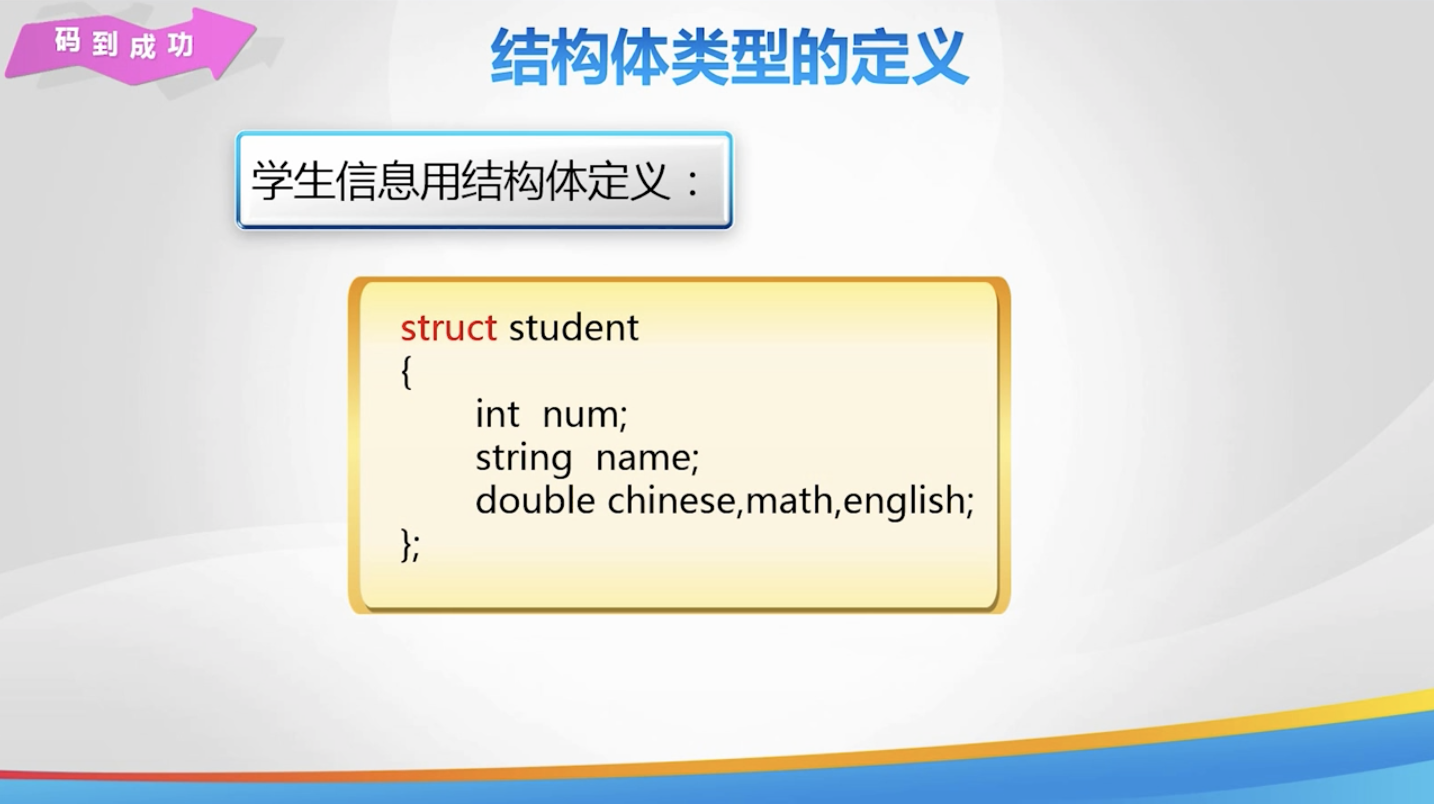 码到成功
结构体类型的定义
学生信息用结构体定义：
struct student
{
int num;
string name;
double chinese,math,english;
};